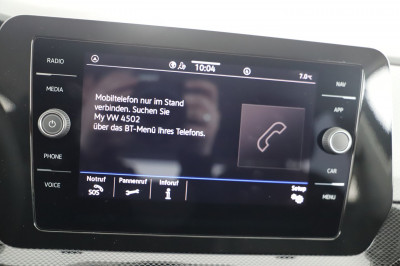 RADIO
MEDIA
PHONE
VOICE
10:04
7.0°C
Mobiltelefon nur im Stand
verbinden. Suchen Sie
My VW 4502
über das BT-Menü Ihres Telefons.
Notruf
SOS
Pannenruf
Inforuf
Setup
NAV
APP
CAR
MENU